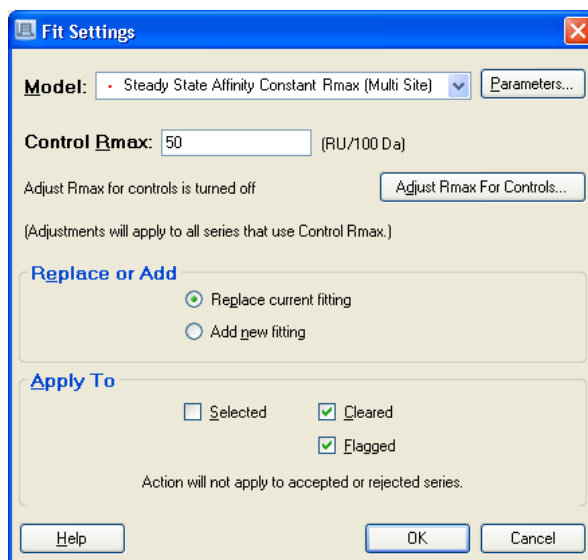 Fit Settings
Model: Steady State Affinity Constant Rmax (Multi Site) Parameters...
Control Rmax: 50 (RU/100 Da)
Adjust Rmax for controls is turned off Adjust Rmax For Controls...
(Adjustments will apply to all series that use Control Rmax.)
Replace or Add
Replace current fitting
Add new fitting
Apply To
Selected Cleared
Flagged
Action will not apply to accepted or rejected series.
Help OK Cancel